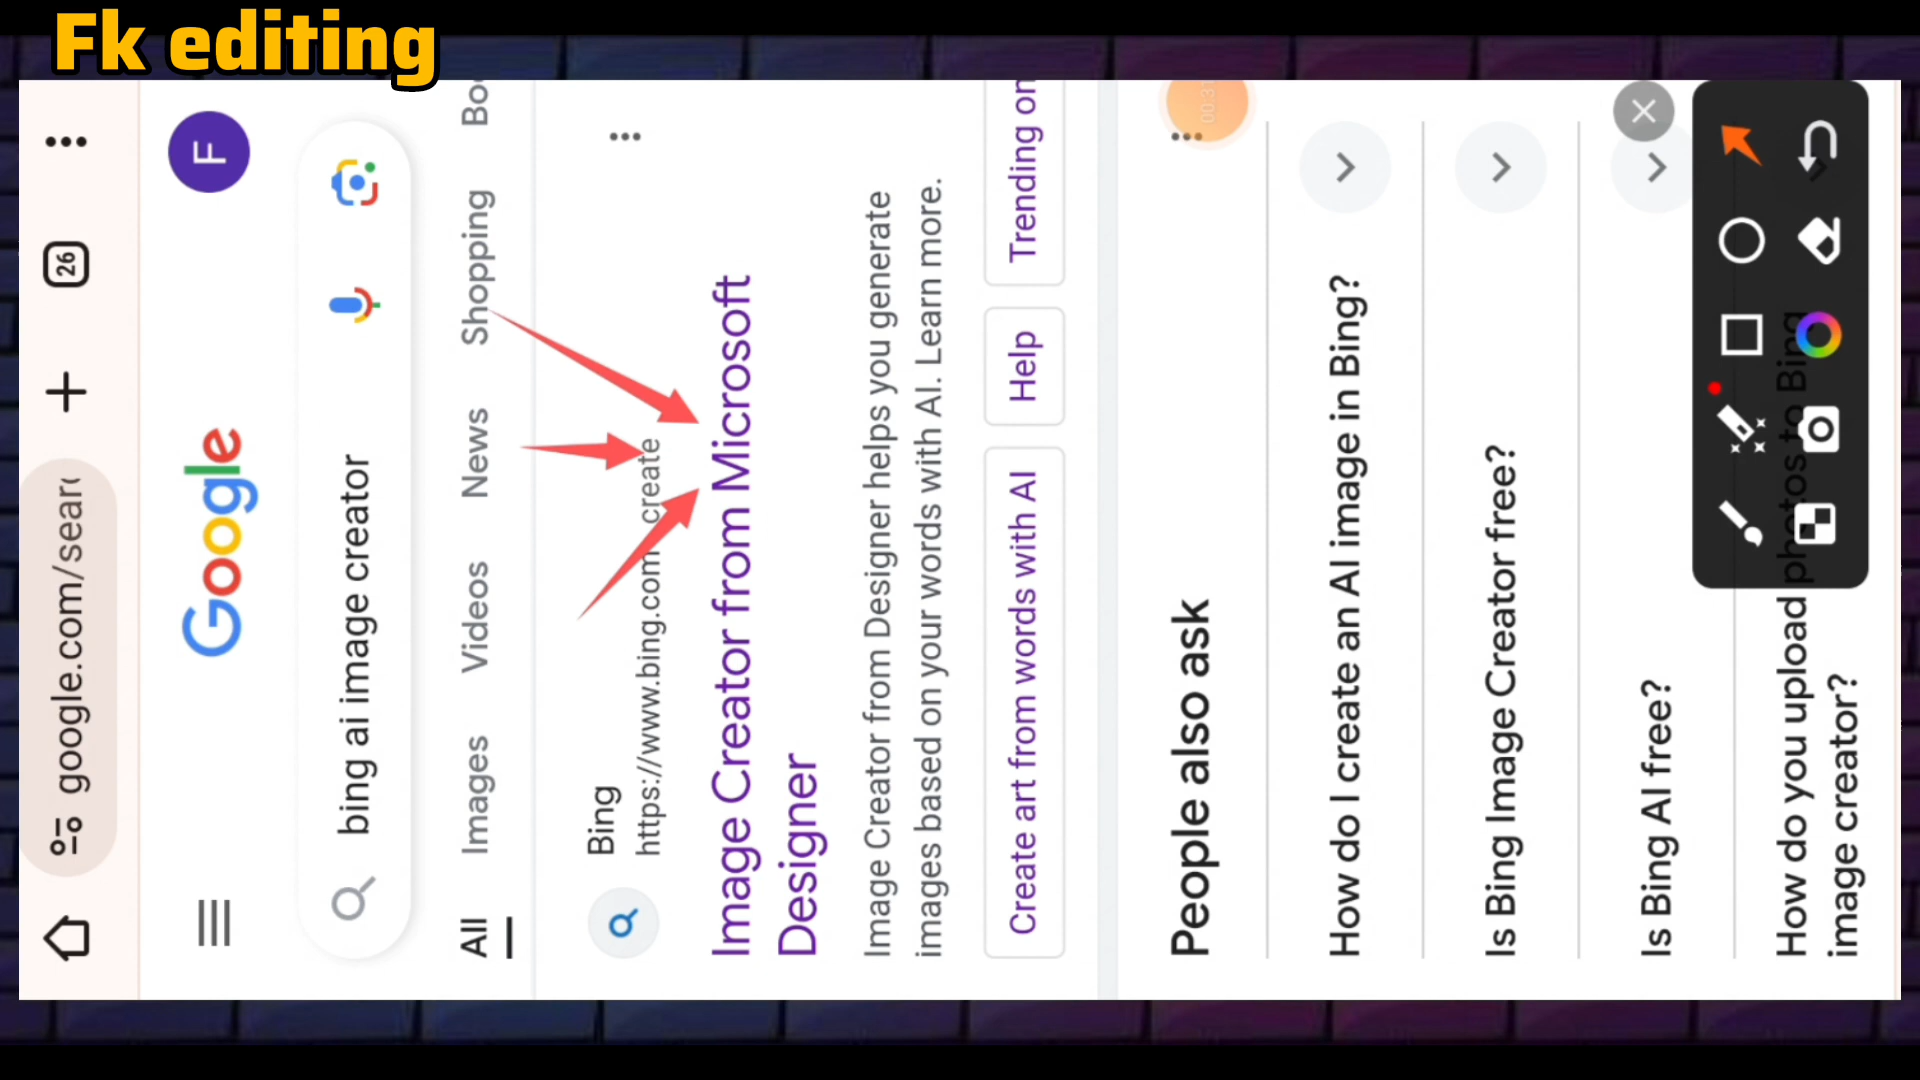 Fk editing
google.com/sear
26
Google
F
bing ai image creator
All Images Videos News Shopping Bo
Bing
https://www.bing.com create
Image Creator from Microsoft
Designer
Image Creator from Designer helps you generate
images based on your words with AI. Learn more.
Create art from words with AI Help Trending on
People also ask
How do I create an AI image in Bing?
Is Bing Image Creator free?
Is Bing AI free?
How do you upload photos to Bing
image creator?